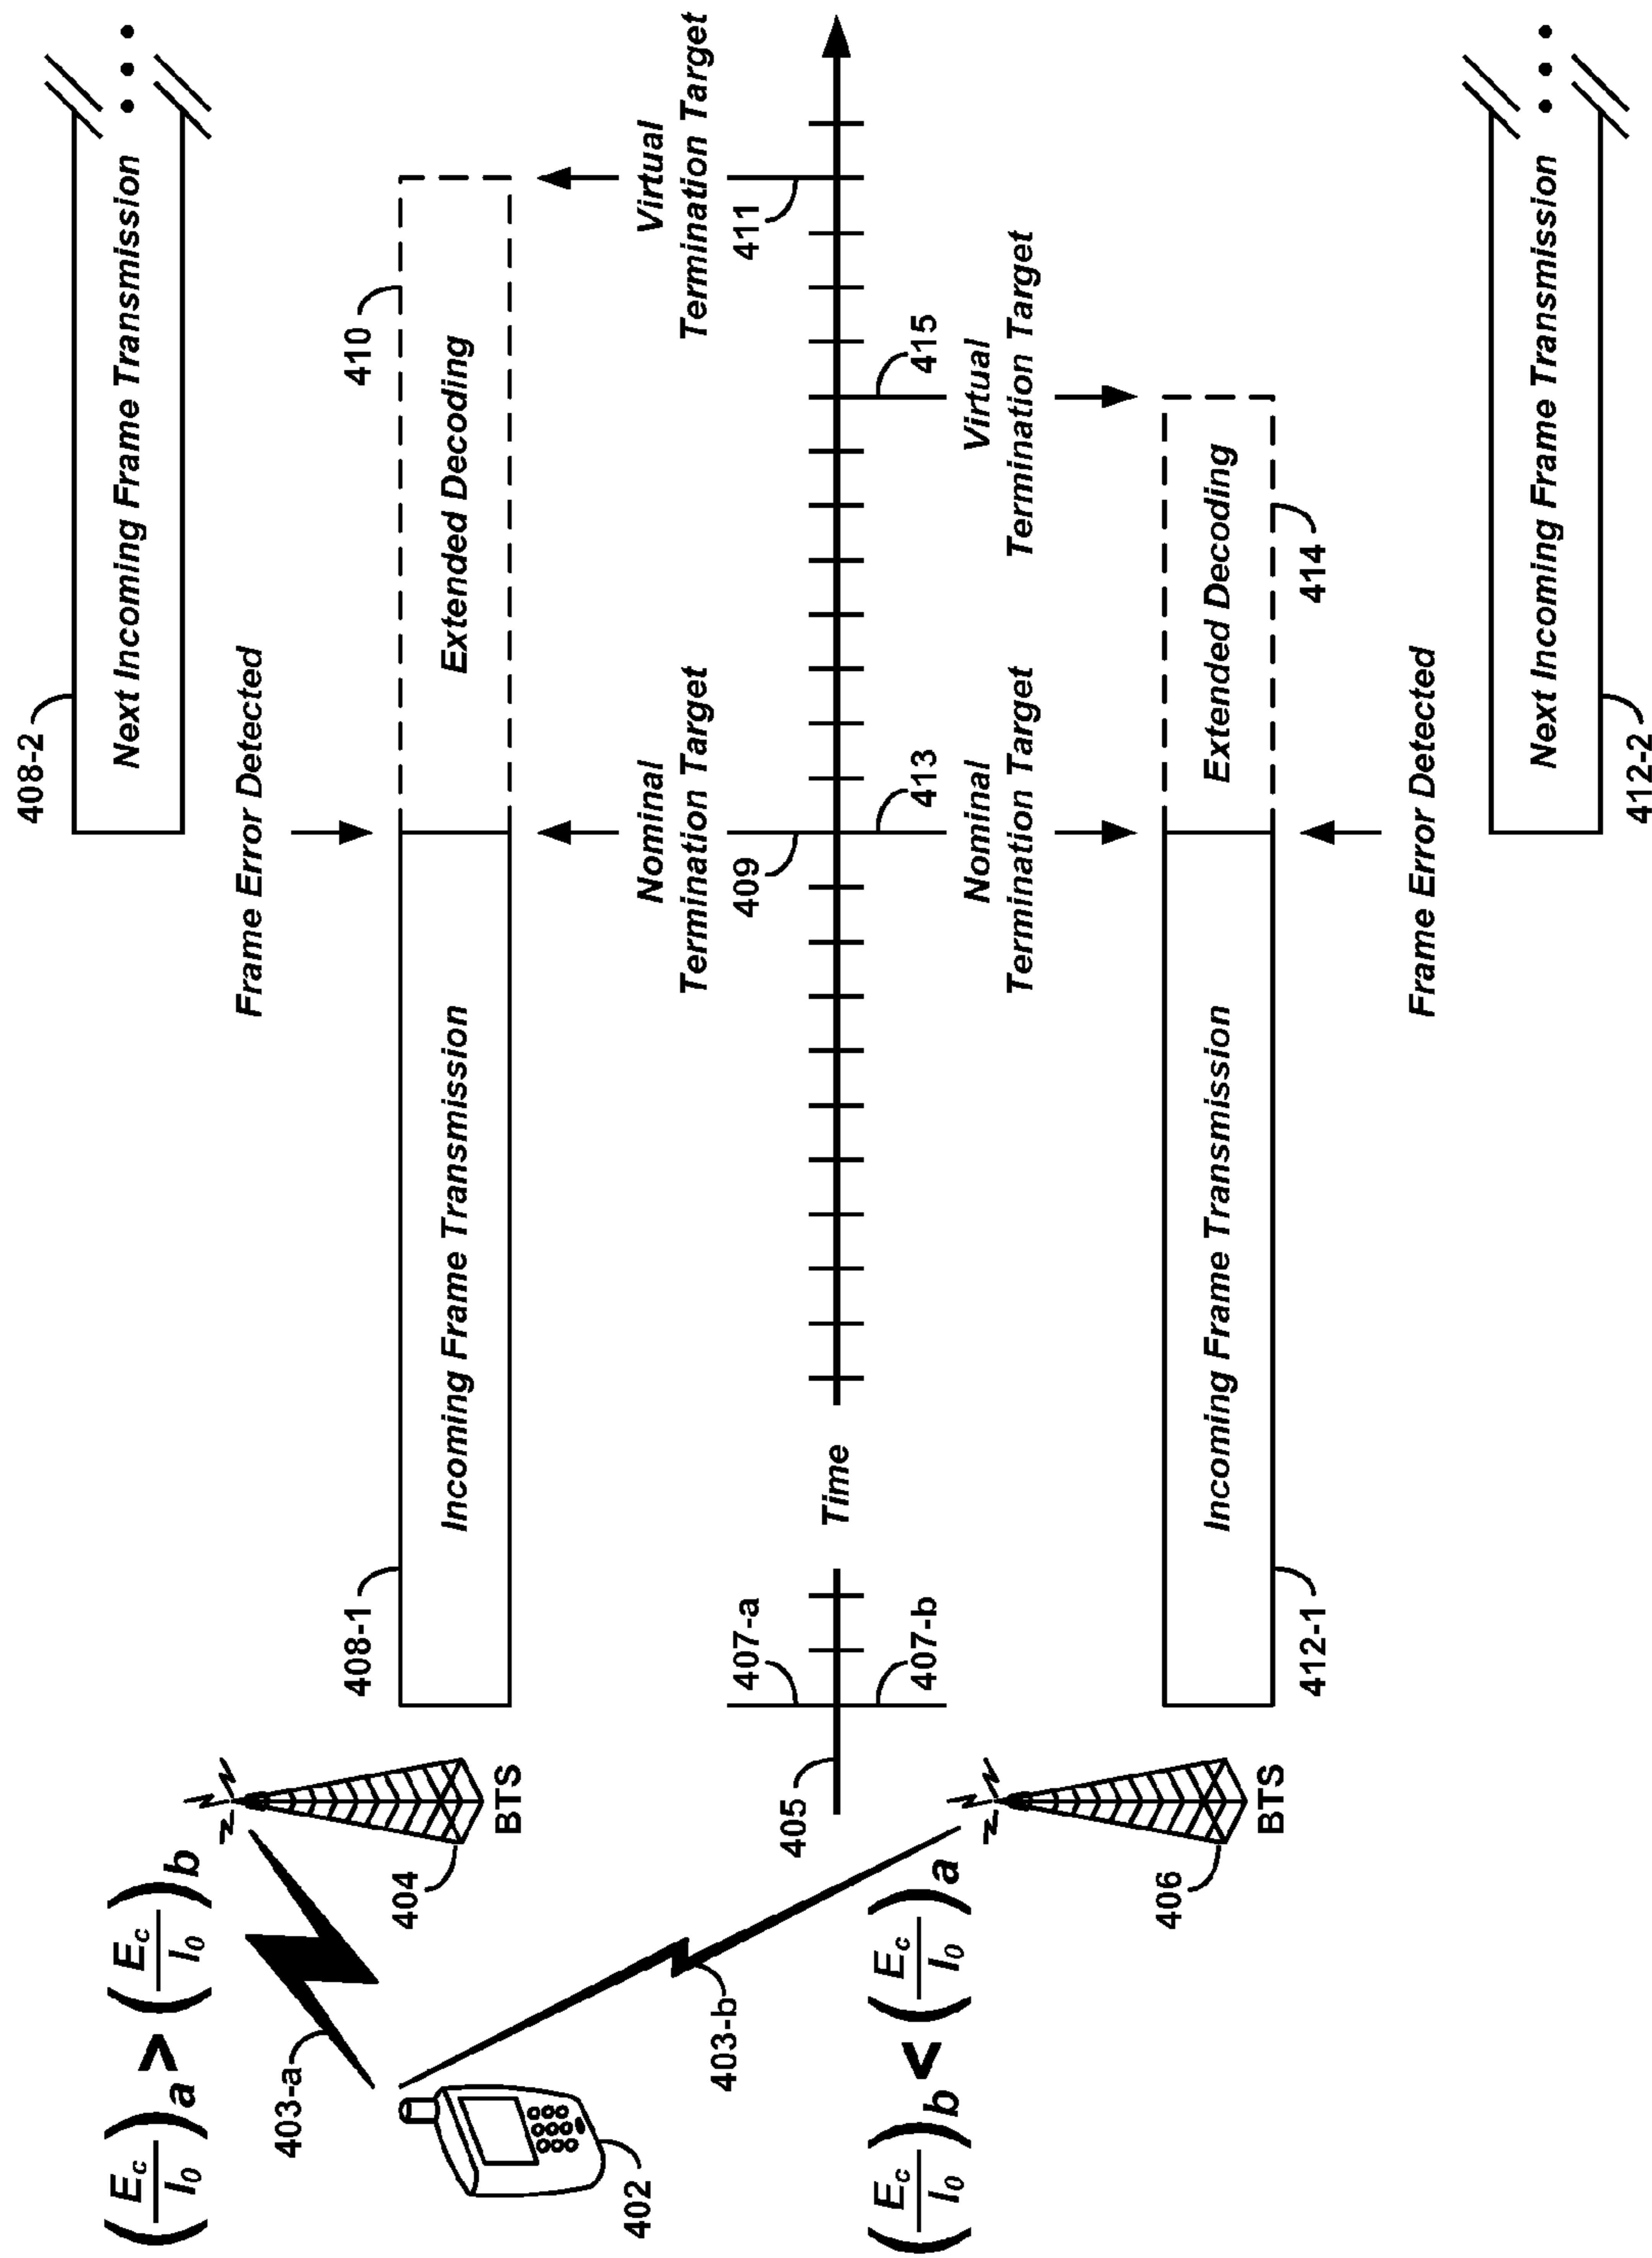 408-2
Next Incoming Frame Transmission
Frame Error Detected
(Ec/I0)a > (Ec/I0)b
403-a
404
BTS
408-1
Incoming Frame Transmission
410
Extended Decoding
402
403-b
Nominal
Termination Target
Virtual
Termination Target
407-a
409
411
405
Time
407-b
413
415
Nominal
Termination Target
Virtual
Termination Target
(Ec/I0)b < (Ec/I0)a
406
BTS
Incoming Frame Transmission
Extended Decoding
412-1
414
Frame Error Detected
Next Incoming Frame Transmission
412-2